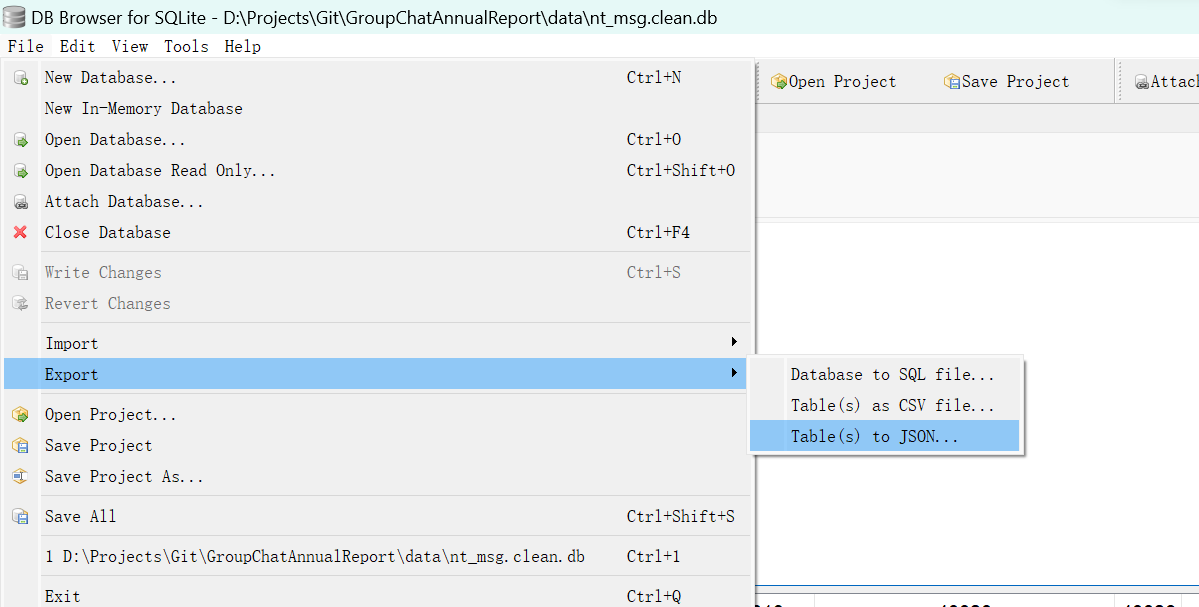 DB Browser for SQLite - D:\Projects\Git\GroupChatAnnualReport\data\nt_msg.clean.db
File Edit View Tools Help
New Database... Ctrl+N
Open Project Save Project
New In-Memory Database
Open Database... Ctrl+O
Open Database Read Only... Ctrl+Shift+O
Attach Database...
Close Database Ctrl+F4
Write Changes Ctrl+S
Revert Changes
Import
Export
Database to SQL file...
Table(s) as CSV file...
Table(s) to JSON...
Open Project...
Save Project
Save Project As...
Save All Ctrl+Shift+S
1 D:\Projects\Git\GroupChatAnnualReport\data\nt_msg.clean.db Ctrl+1
Exit Ctrl+Q